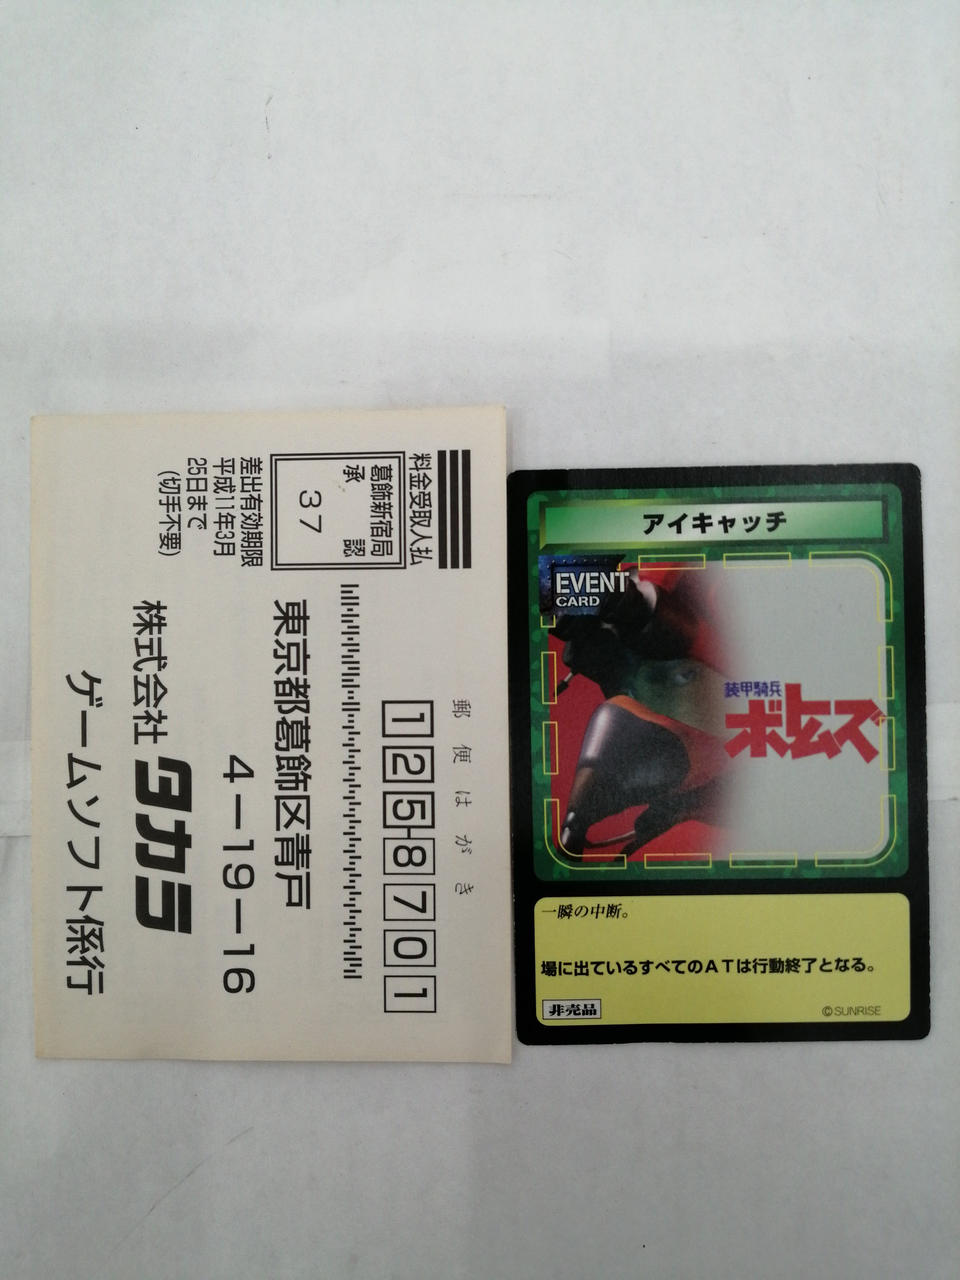 料金受取人払
葛飾新宿局
承認
37
差出有効期限
平成11年3月
25日まで
(切手不要)
郵便はがき
125-8701
東京都葛飾区青戸
4-19-16
株式会社タカラ
ゲームソフト係行
アイキャッチ
EVENT
CARD
装甲騎兵
ボトムズ
一瞬の中断。
場に出ているすべてのATは行動終了となる。
非売品
©SUNRISE